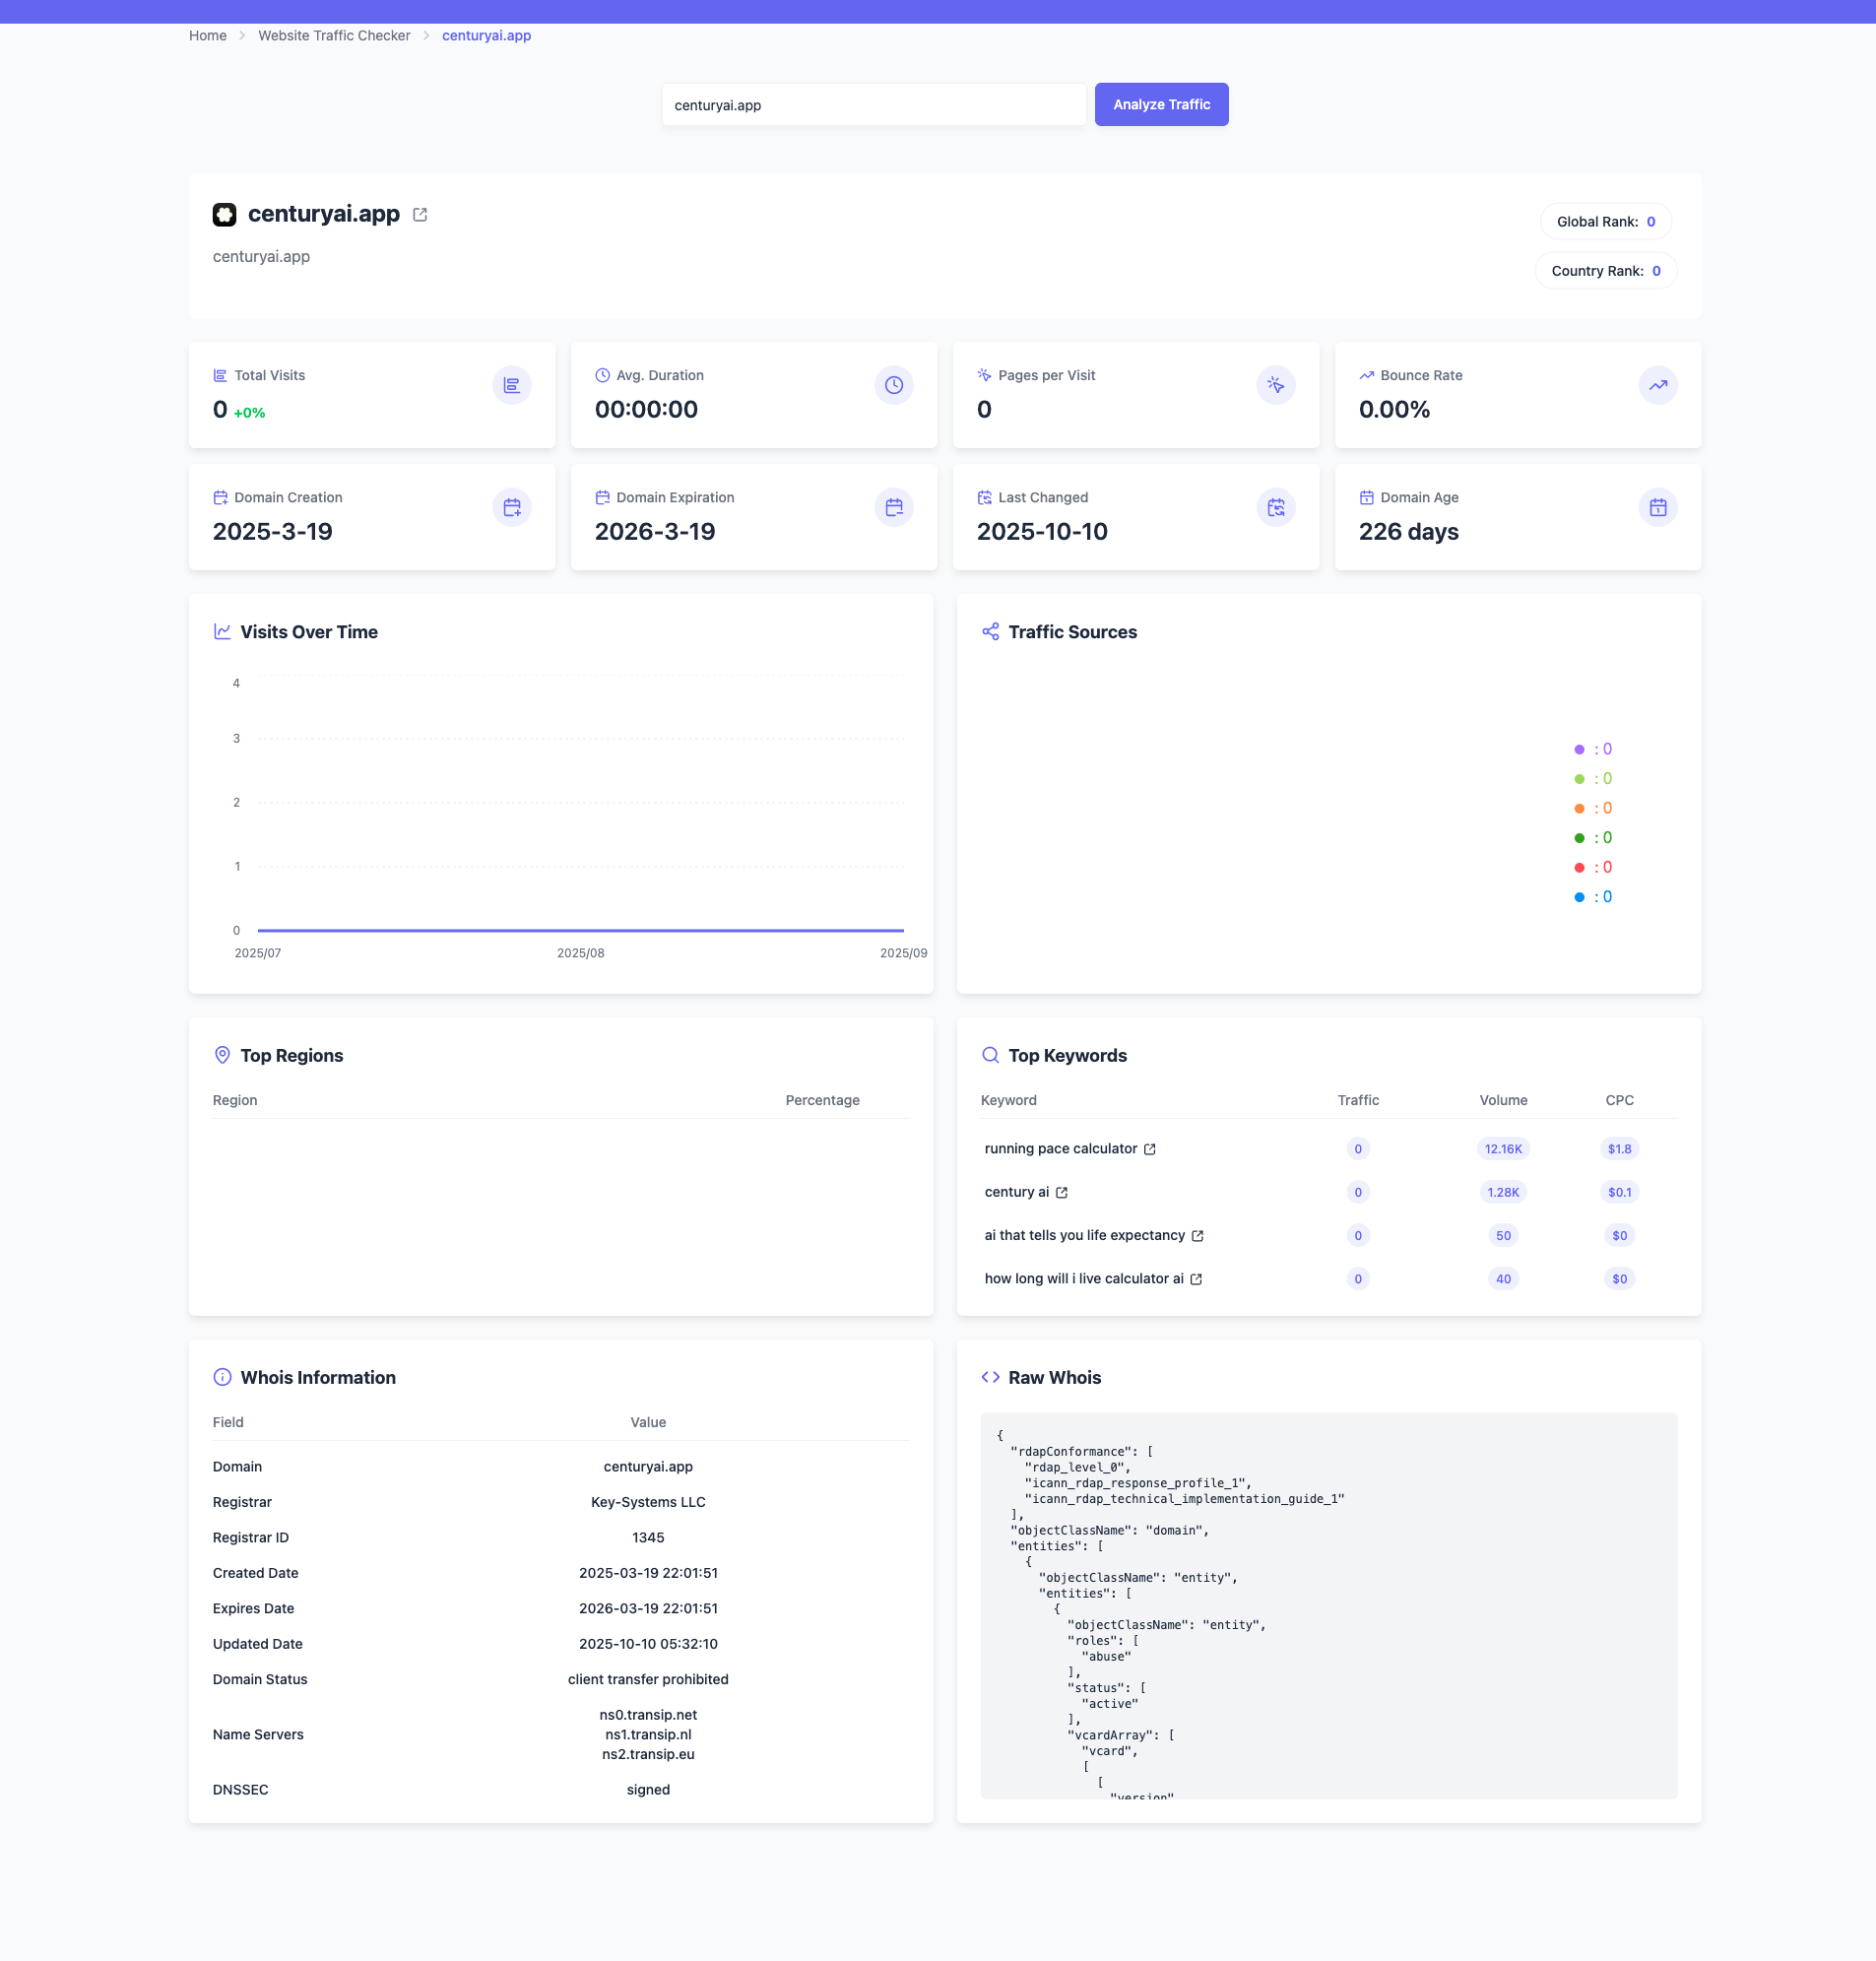 Home > Website Traffic Checker > centuryai.app
centuryai.app
Analyze Traffic
centuryai.app
centuryai.app
Global Rank: 0
Country Rank: 0
Total Visits
0 +0%
Avg. Duration
00:00:00
Pages per Visit
0
Bounce Rate
0.00%
Domain Creation
2025-3-19
Domain Expiration
2026-3-19
Last Changed
2025-10-10
Domain Age
226 days
Visits Over Time
4
3
2
1
0
2025/07 2025/08 2025/09
Traffic Sources
: 0
: 0
: 0
: 0
: 0
: 0
Top Regions
Region Percentage
Top Keywords
Keyword Traffic Volume CPC
running pace calculator 0 12.16K $1.8
century ai 0 1.28K $0.1
ai that tells you life expectancy 0 50 $0
how long will i live calculator ai 0 40 $0
Whois Information
Field Value
Domain centuryai.app
Registrar Key-Systems LLC
Registrar ID 1345
Created Date 2025-03-19 22:01:51
Expires Date 2026-03-19 22:01:51
Updated Date 2025-10-10 05:32:10
Domain Status client transfer prohibited
Name Servers
ns0.transip.net
ns1.transip.nl
ns2.transip.eu
DNSSEC signed
Raw Whois
{
"rdapConformance": [
"rdap_level_0",
"icann_rdap_response_profile_1",
"icann_rdap_technical_implementation_guide_1"
],
"objectClassName": "domain",
"entities": [
{
"objectClassName": "entity",
"entities": [
{
"objectClassName": "entity",
"roles": [
"abuse"
],
"status": [
"active"
],
"vcardArray": [
"vcard",
[
[
"version"